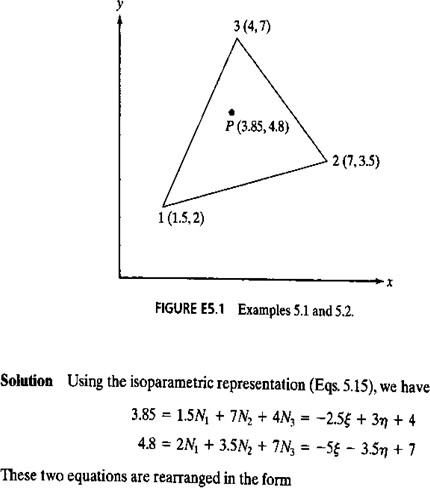 y
3 (4, 7)
P (3.85, 4.8)
2 (7, 3.5)
1 (1.5, 2)
x
FIGURE E5.1 Examples 5.1 and 5.2.
Solution Using the isoparametric representation (Eqs. 5.15), we have
3.85 = 1.5N₁ + 7N₂ + 4N₃ = −2.5ξ + 3η + 4
4.8 = 2N₁ + 3.5N₂ + 7N₃ = −5ξ − 3.5η + 7
These two equations are rearranged in the form